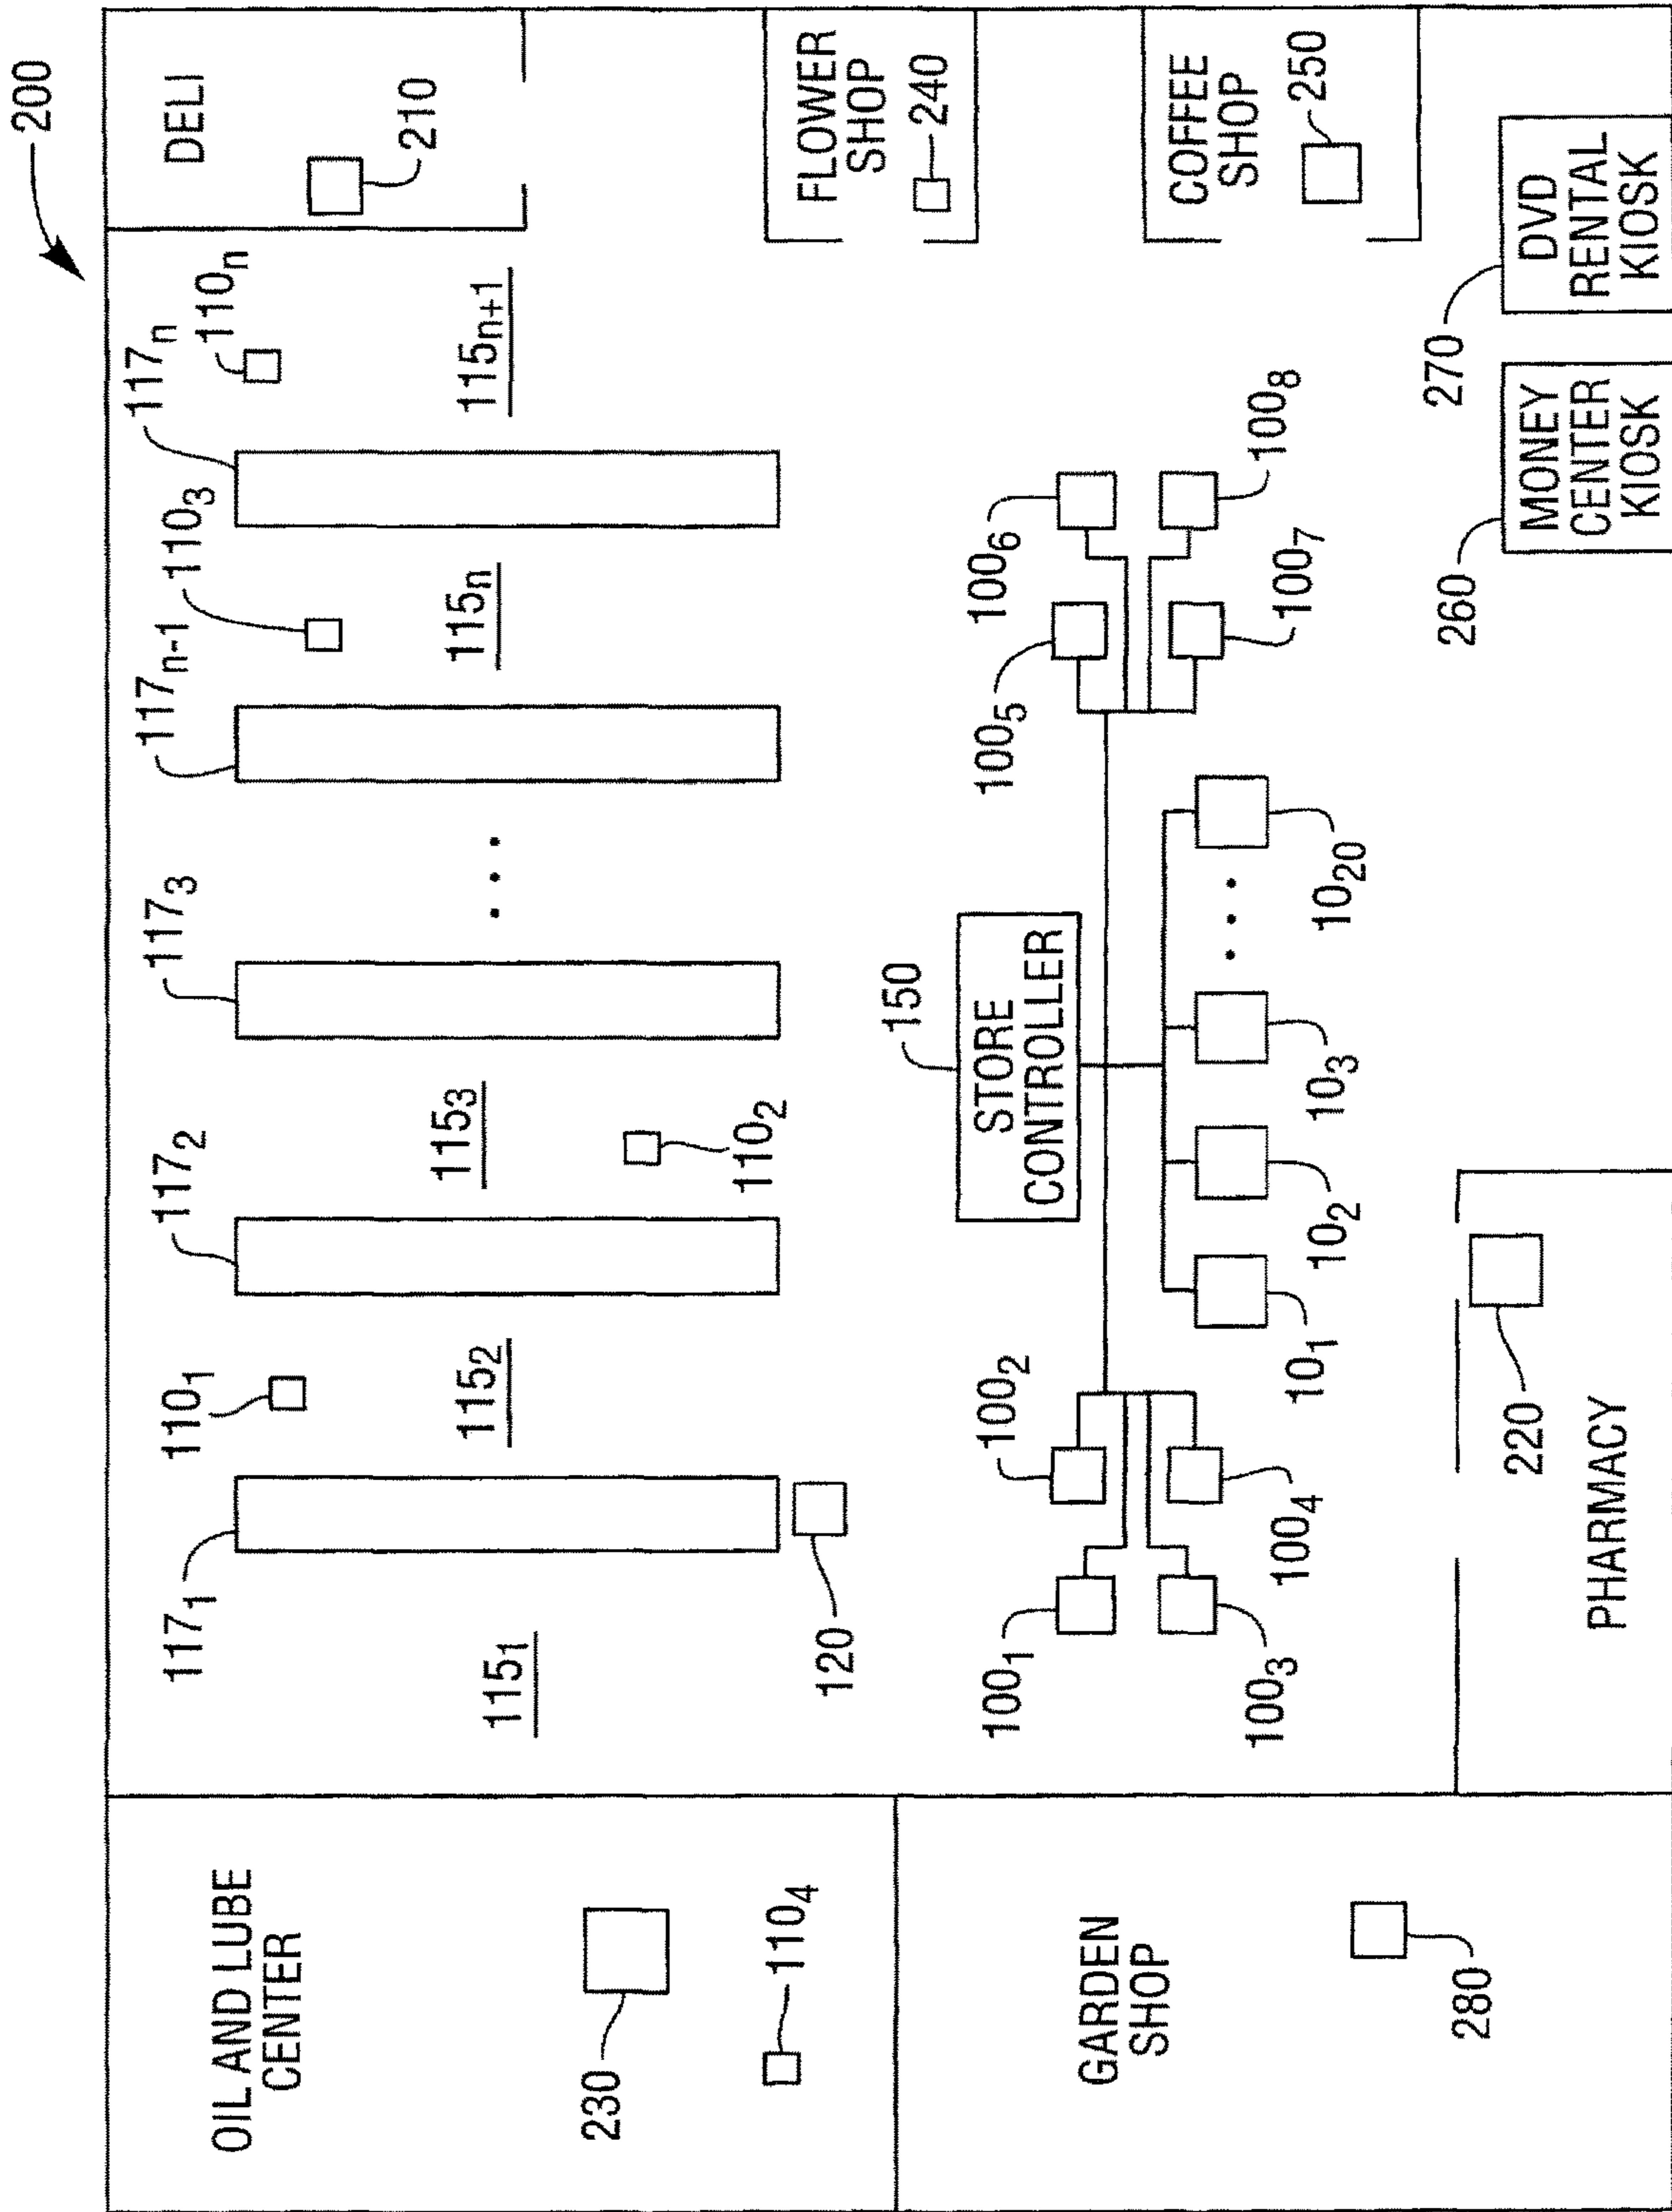 200
OIL AND LUBE
CENTER
230
110₄
GARDEN
SHOP
280
117₁
110₁
117₂
117₃
117ₙ₋₁
110₃
117ₙ
110ₙ
115₁
115₂
115₃
. . .
115ₙ
115ₙ₊₁
120
110₂
DELI
210
FLOWER
SHOP
240
COFFEE
SHOP
250
150
STORE
CONTROLLER
100₁
100₂
100₃
100₄
100₅
100₆
100₇
100₈
10₁
10₂
10₃
. . .
10₂₀
PHARMACY
220
260
MONEY
CENTER
KIOSK
270
DVD
RENTAL
KIOSK